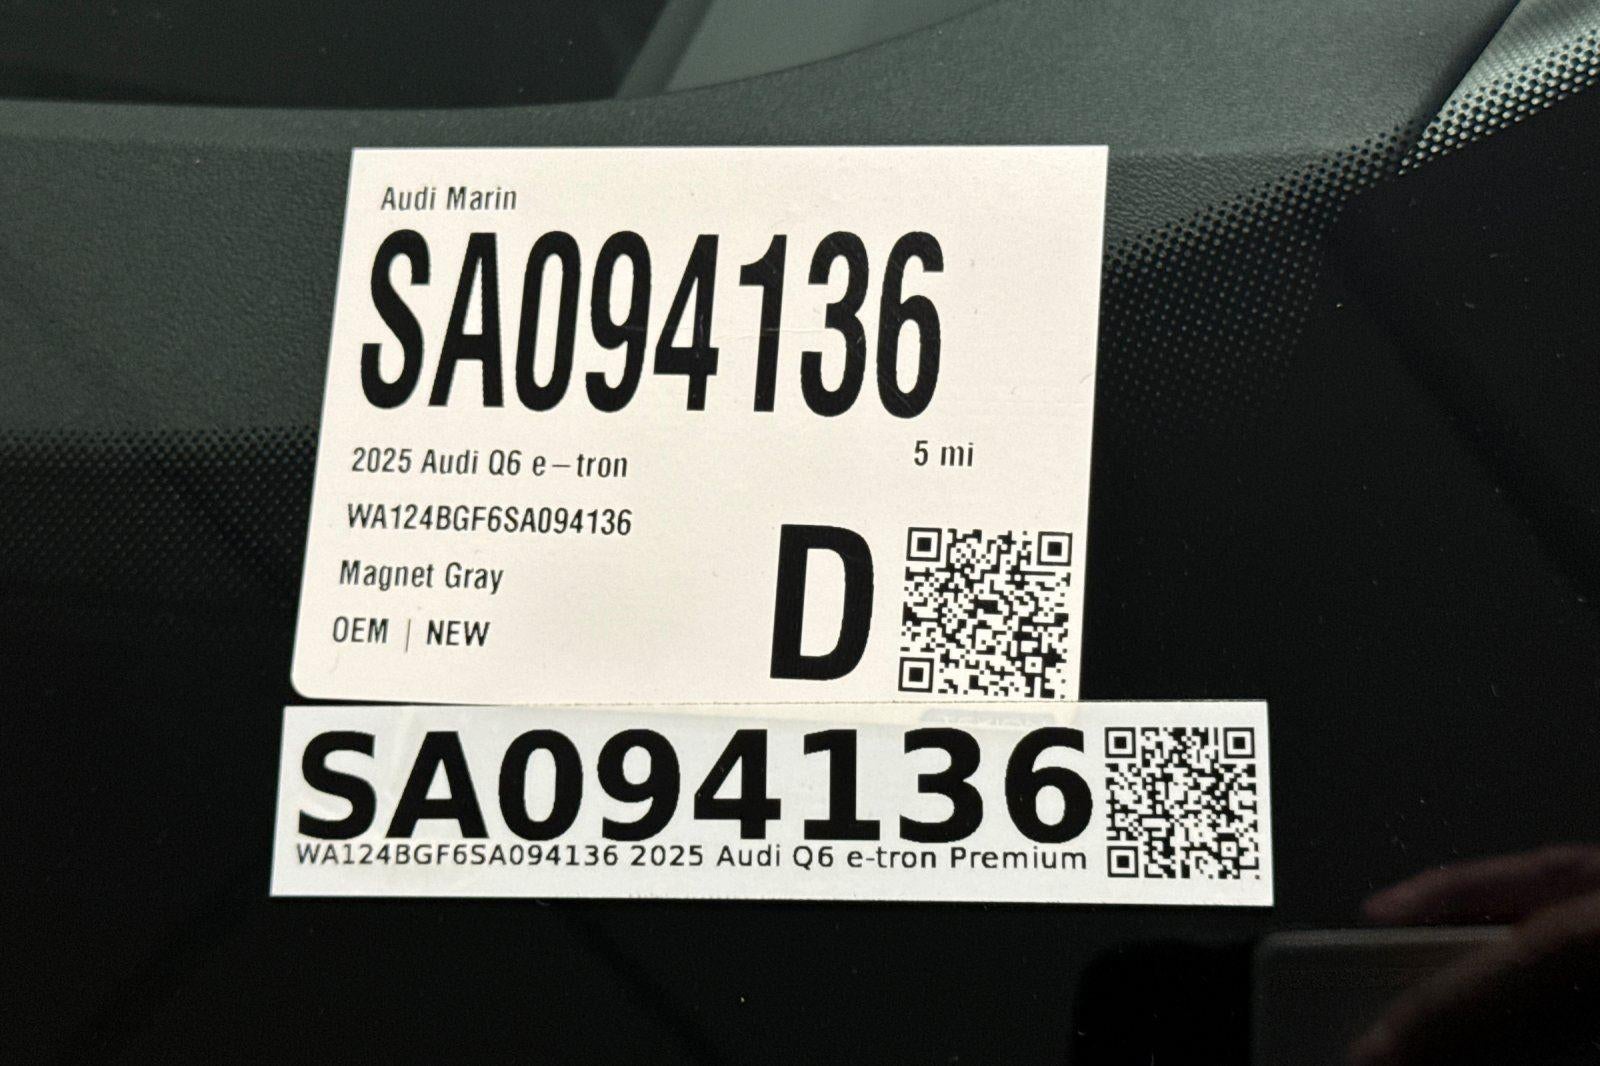 Audi Marin
SA094136
2025 Audi Q6 e-tron
5 mi
WA124BGF6SA094136
Magnet Gray
OEM | NEW
D
SA094136
WA124BGF6SA094136 2025 Audi Q6 e-tron Premium